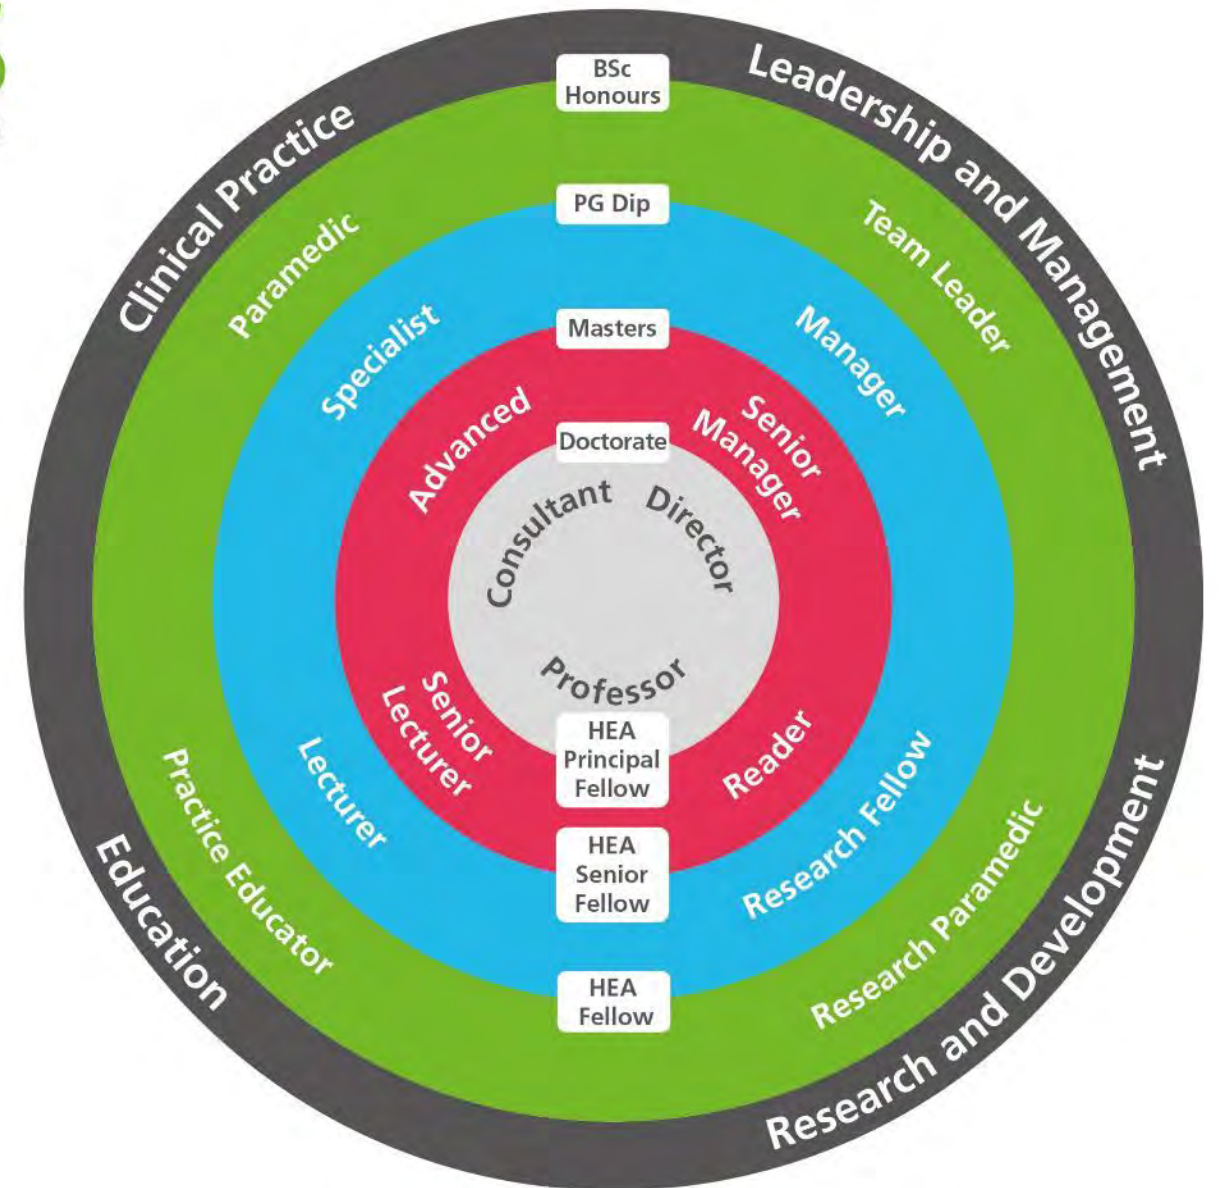 BSc
Honours
Leadership and Management
Clinical Practice
PG Dip
Team Leader
Paramedic
Manager
Specialist
Masters
Senior
Manager
Advanced
Doctorate
Consultant
Director
Professor
Senior
Lecturer
HEA
Principal
Fellow
Reader
Lecturer
Research Fellow
HEA
Senior
Fellow
Practice Educator
Research Paramedic
Education
HEA
Fellow
Research and Development